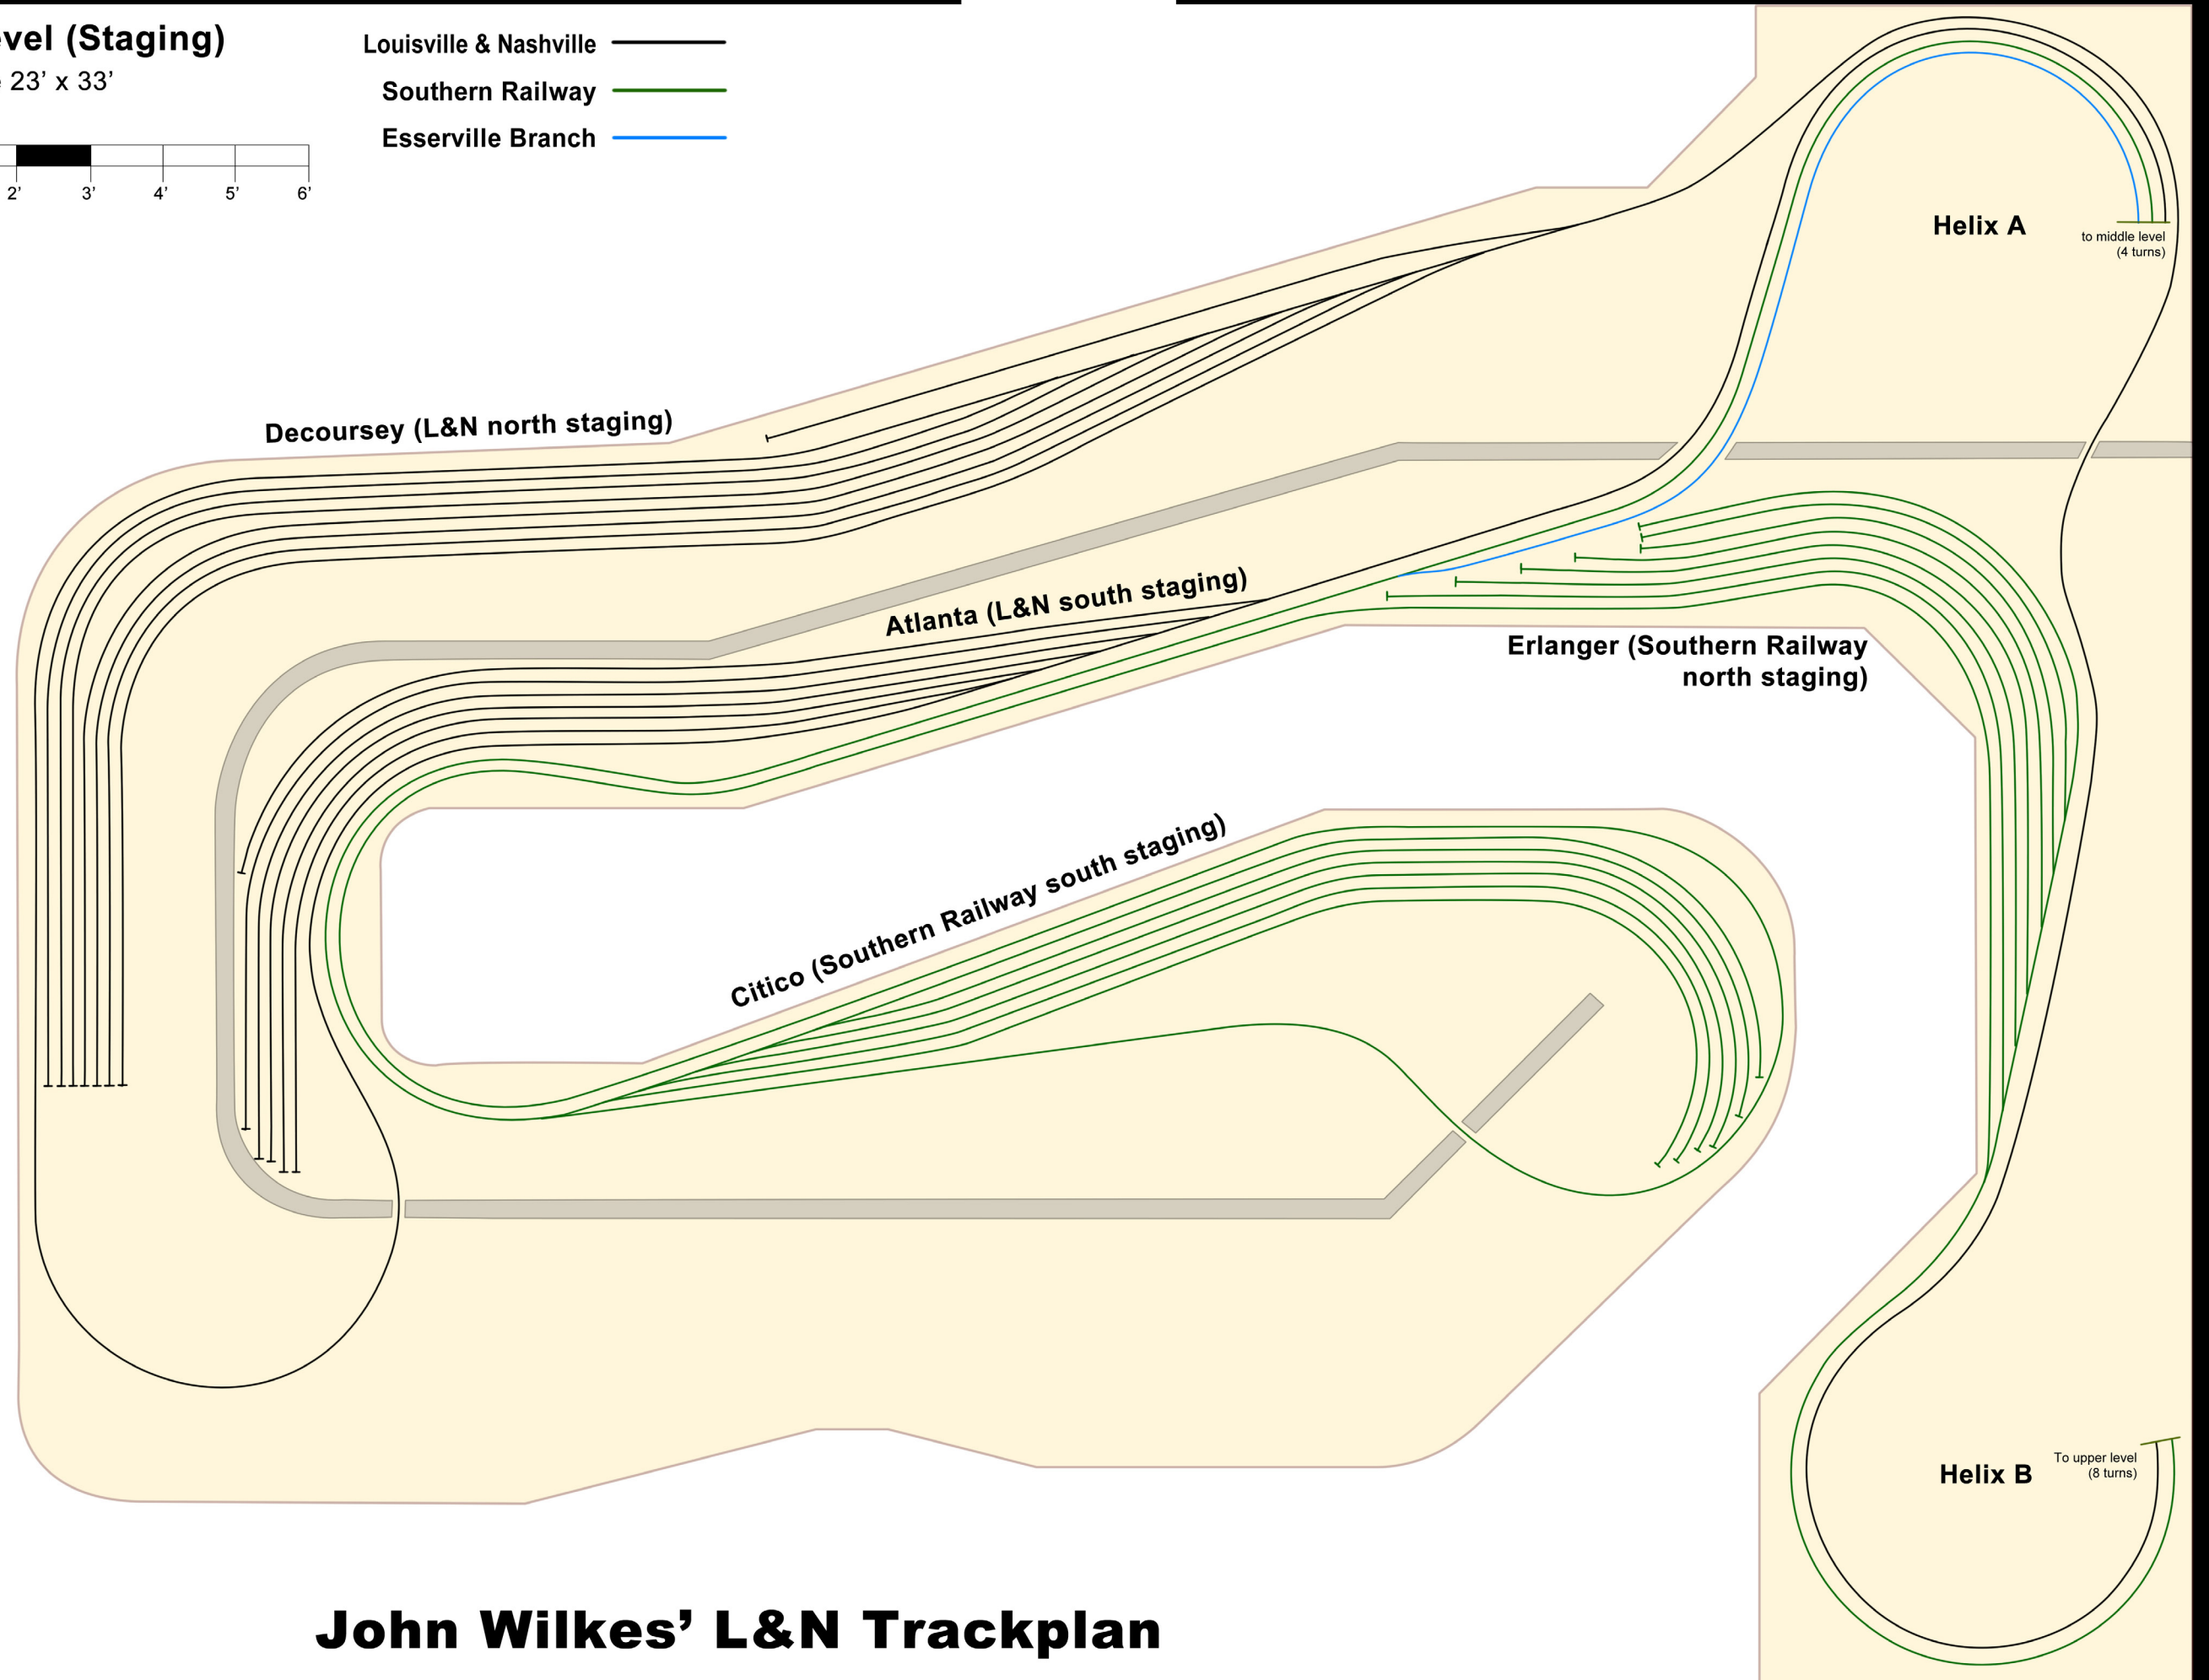 vel (Staging)
23’ x 33’
2’ 3’ 4’ 5’ 6’
Louisville & Nashville
Southern Railway
Esserville Branch
Helix A
to middle level
(4 turns)
Decoursey (L&N north staging)
Atlanta (L&N south staging)
Erlanger (Southern Railway
north staging)
Citico (Southern Railway south staging)
To upper level
(8 turns)
Helix B
John Wilkes’ L&N Trackplan